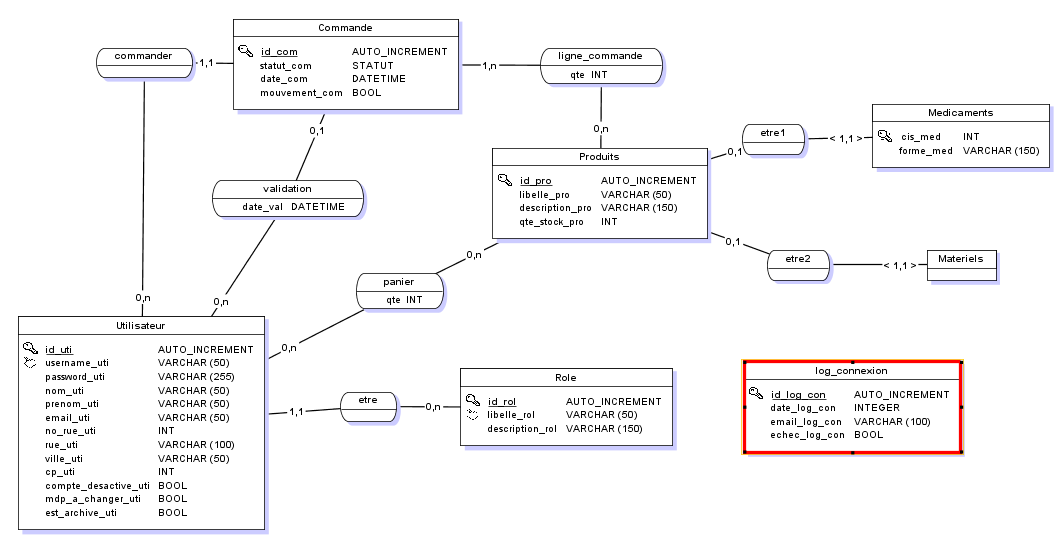 Commande
id_com AUTO_INCREMENT
statut_com STATUT
date_com DATETIME
mouvement_com BOOL
commander
1,1
1,n
ligne_commande
qte INT
0,1
0,n
Medicaments
cis_med INT
forme_med VARCHAR (150)
etre1
< 1,1 >
0,1
Produits
id_pro AUTO_INCREMENT
libelle_pro VARCHAR (50)
description_pro VARCHAR (150)
qte_stock_pro INT
validation
date_val DATETIME
0,1
etre2
< 1,1 >
Materiels
0,n
panier
qte INT
0,n
0,n
0,n
Utilisateur
id_uti AUTO_INCREMENT
username_uti VARCHAR (50)
password_uti VARCHAR (255)
nom_uti VARCHAR (50)
prenom_uti VARCHAR (50)
email_uti VARCHAR (50)
no_rue_uti INT
rue_uti VARCHAR (100)
ville_uti VARCHAR (50)
cp_uti INT
compte_desactive_uti BOOL
mdp_a_changer_uti BOOL
est_archive_uti BOOL
1,1
etre
0,n
Role
id_rol AUTO_INCREMENT
libelle_rol VARCHAR (50)
description_rol VARCHAR (150)
log_connexion
id_log_con AUTO_INCREMENT
date_log_con INTEGER
email_log_con VARCHAR (100)
echec_log_con BOOL